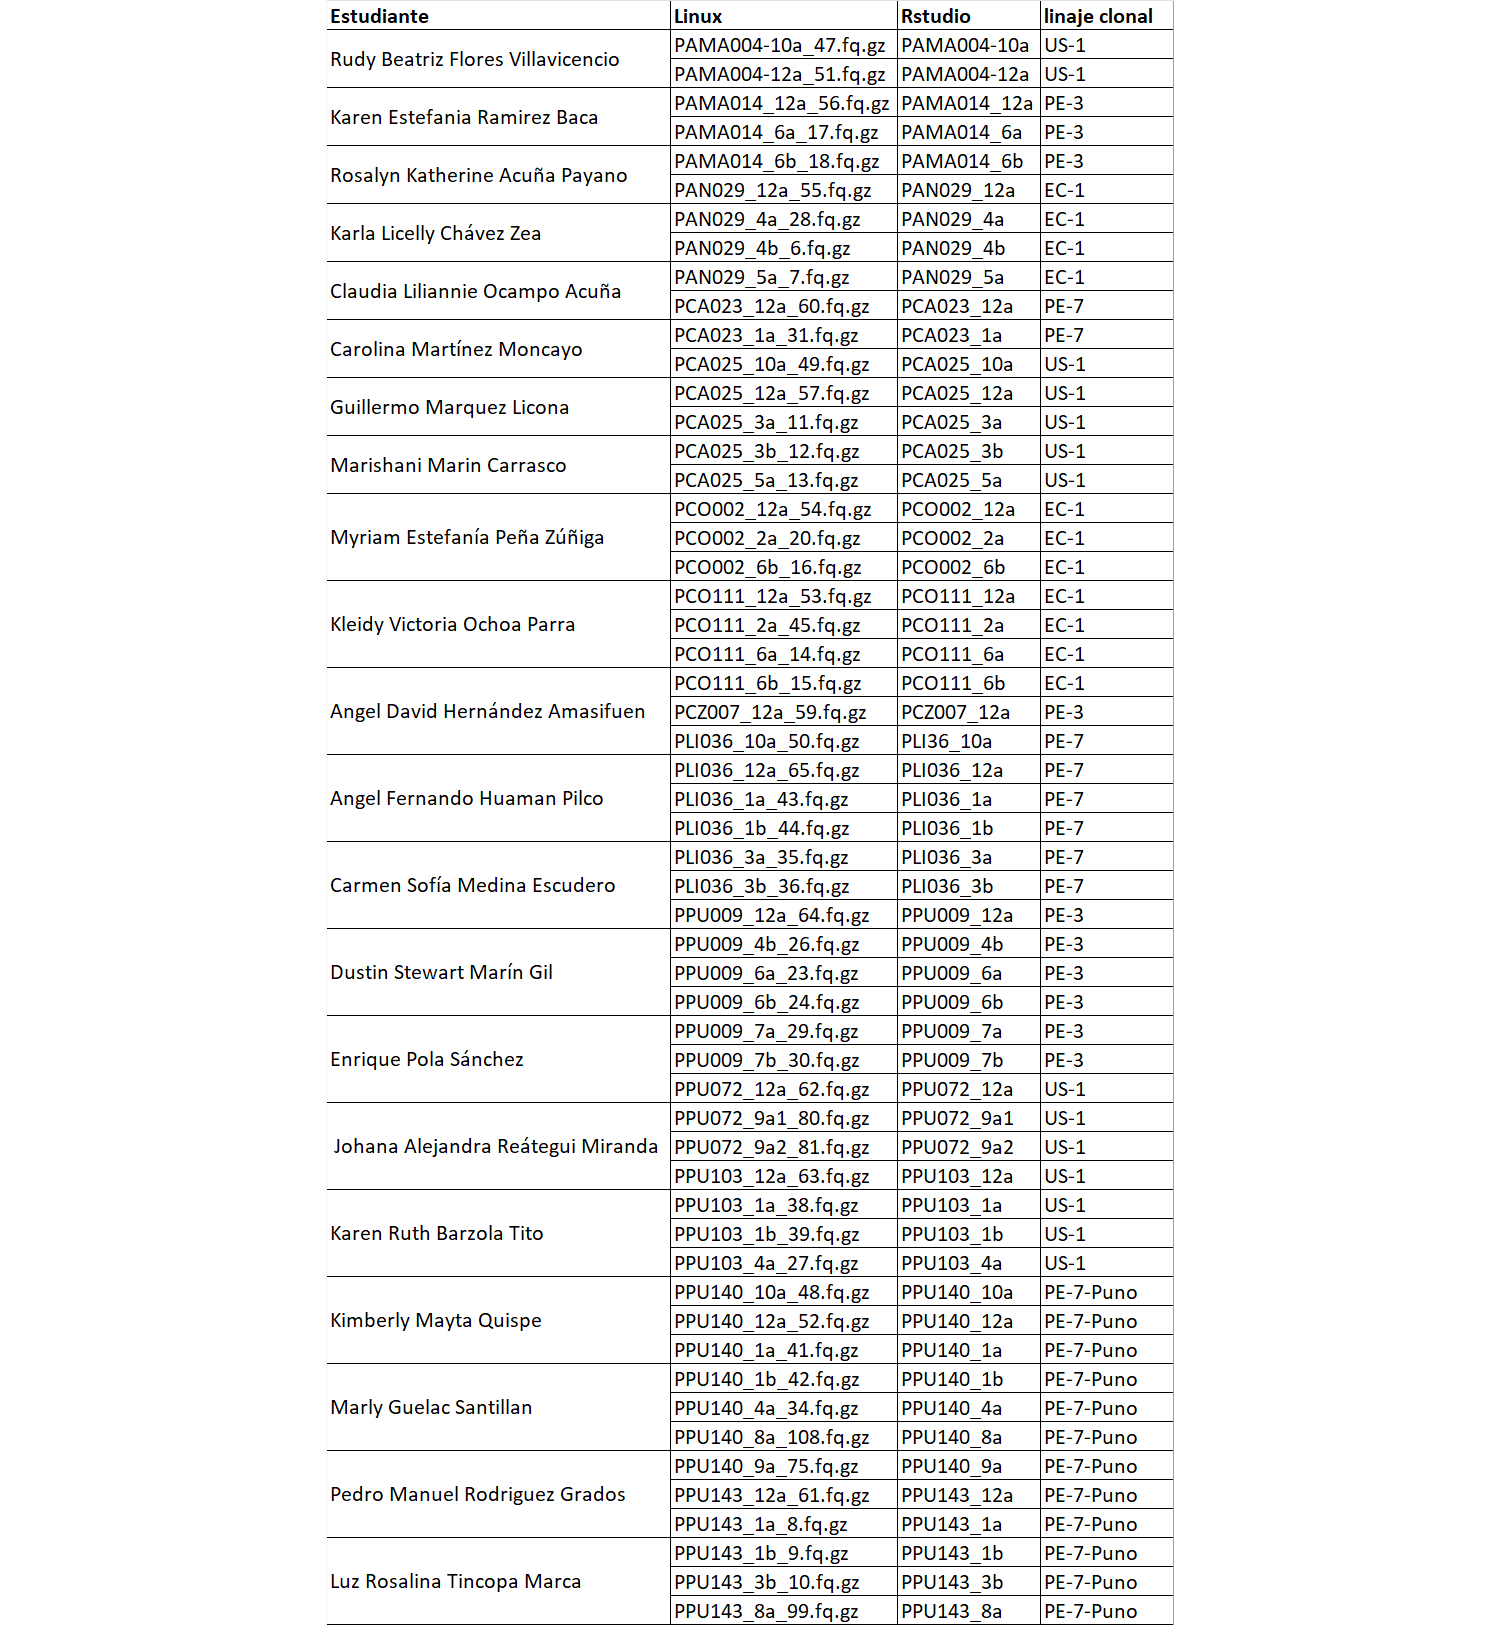 Estudiante Linux Rstudio linaje clonal
Rudy Beatriz Flores Villavicencio PAMA004-10a_47.fq.gz PAMA004-10a US-1
PAMA004-12a_51.fq.gz PAMA004-12a US-1
Karen Estefania Ramirez Baca PAMA014_12a_56.fq.gz PAMA014_12a PE-3
PAMA014_6a_17.fq.gz PAMA014_6a PE-3
Rosalyn Katherine Acuña Payano PAMA014_6b_18.fq.gz PAMA014_6b PE-3
PAN029_12a_55.fq.gz PAN029_12a EC-1
Karla Licelly Chávez Zea PAN029_4a_28.fq.gz PAN029_4a EC-1
PAN029_4b_6.fq.gz PAN029_4b EC-1
Claudia Liliannie Ocampo Acuña PAN029_5a_7.fq.gz PAN029_5a EC-1
PCA023_12a_60.fq.gz PCA023_12a PE-7
Carolina Martínez Moncayo PCA023_1a_31.fq.gz PCA023_1a PE-7
PCA025_10a_49.fq.gz PCA025_10a US-1
Guillermo Marquez Licona PCA025_12a_57.fq.gz PCA025_12a US-1
PCA025_3a_11.fq.gz PCA025_3a US-1
Marishani Marin Carrasco PCA025_3b_12.fq.gz PCA025_3b US-1
PCA025_5a_13.fq.gz PCA025_5a US-1
Myriam Estefanía Peña Zúñiga PCO002_12a_54.fq.gz PCO002_12a EC-1
PCO002_2a_20.fq.gz PCO002_2a EC-1
PCO002_6b_16.fq.gz PCO002_6b EC-1
Kleidy Victoria Ochoa Parra PCO111_12a_53.fq.gz PCO111_12a EC-1
PCO111_2a_45.fq.gz PCO111_2a EC-1
PCO111_6a_14.fq.gz PCO111_6a EC-1
Angel David Hernández Amasifuen PCO111_6b_15.fq.gz PCO111_6b EC-1
PCZ007_12a_59.fq.gz PCZ007_12a PE-3
PLI036_10a_50.fq.gz PLI36_10a PE-7
Angel Fernando Huaman Pilco PLI036_12a_65.fq.gz PLI036_12a PE-7
PLI036_1a_43.fq.gz PLI036_1a PE-7
PLI036_1b_44.fq.gz PLI036_1b PE-7
Carmen Sofía Medina Escudero PLI036_3a_35.fq.gz PLI036_3a PE-7
PLI036_3b_36.fq.gz PLI036_3b PE-7
PPU009_12a_64.fq.gz PPU009_12a PE-3
Dustin Stewart Marín Gil PPU009_4b_26.fq.gz PPU009_4b PE-3
PPU009_6a_23.fq.gz PPU009_6a PE-3
PPU009_6b_24.fq.gz PPU009_6b PE-3
Enrique Pola Sánchez PPU009_7a_29.fq.gz PPU009_7a PE-3
PPU009_7b_30.fq.gz PPU009_7b PE-3
PPU072_12a_62.fq.gz PPU072_12a US-1
Johana Alejandra Reátegui Miranda PPU072_9a1_80.fq.gz PPU072_9a1 US-1
PPU072_9a2_81.fq.gz PPU072_9a2 US-1
PPU103_12a_63.fq.gz PPU103_12a US-1
Karen Ruth Barzola Tito PPU103_1a_38.fq.gz PPU103_1a US-1
PPU103_1b_39.fq.gz PPU103_1b US-1
PPU103_4a_27.fq.gz PPU103_4a US-1
Kimberly Mayta Quispe PPU140_10a_48.fq.gz PPU140_10a PE-7-Puno
PPU140_12a_52.fq.gz PPU140_12a PE-7-Puno
PPU140_1a_41.fq.gz PPU140_1a PE-7-Puno
Marly Guelac Santillan PPU140_1b_42.fq.gz PPU140_1b PE-7-Puno
PPU140_4a_34.fq.gz PPU140_4a PE-7-Puno
PPU140_8a_108.fq.gz PPU140_8a PE-7-Puno
Pedro Manuel Rodriguez Grados PPU140_9a_75.fq.gz PPU140_9a PE-7-Puno
PPU143_12a_61.fq.gz PPU143_12a PE-7-Puno
PPU143_1a_8.fq.gz PPU143_1a PE-7-Puno
Luz Rosalina Tincopa Marca PPU143_1b_9.fq.gz PPU143_1b PE-7-Puno
PPU143_3b_10.fq.gz PPU143_3b PE-7-Puno
PPU143_8a_99.fq.gz PPU143_8a PE-7-Puno